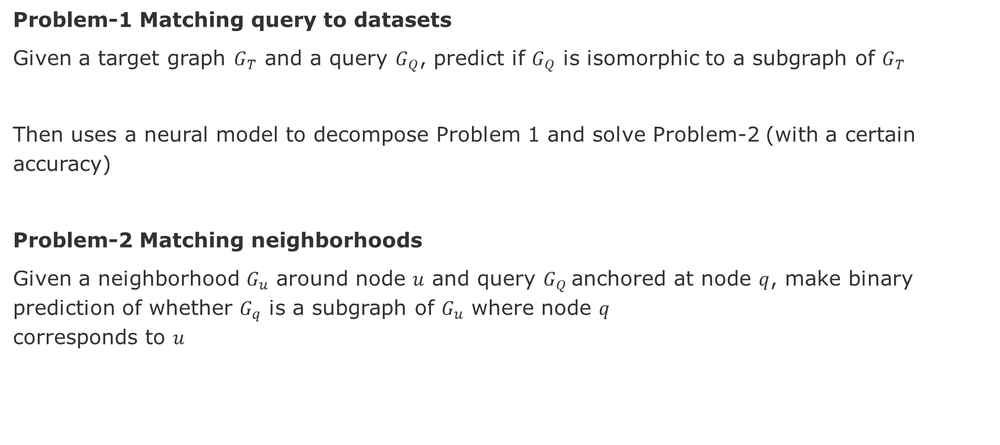 Problem-1 Matching query to datasets
Given a target graph G_T and a query G_Q, predict if G_Q is isomorphic to a subgraph of G_T
Then uses a neural model to decompose Problem 1 and solve Problem-2 (with a certain
accuracy)
Problem-2 Matching neighborhoods
Given a neighborhood G_u around node u and query G_Q anchored at node q, make binary
prediction of whether G_q is a subgraph of G_u where node q
corresponds to u